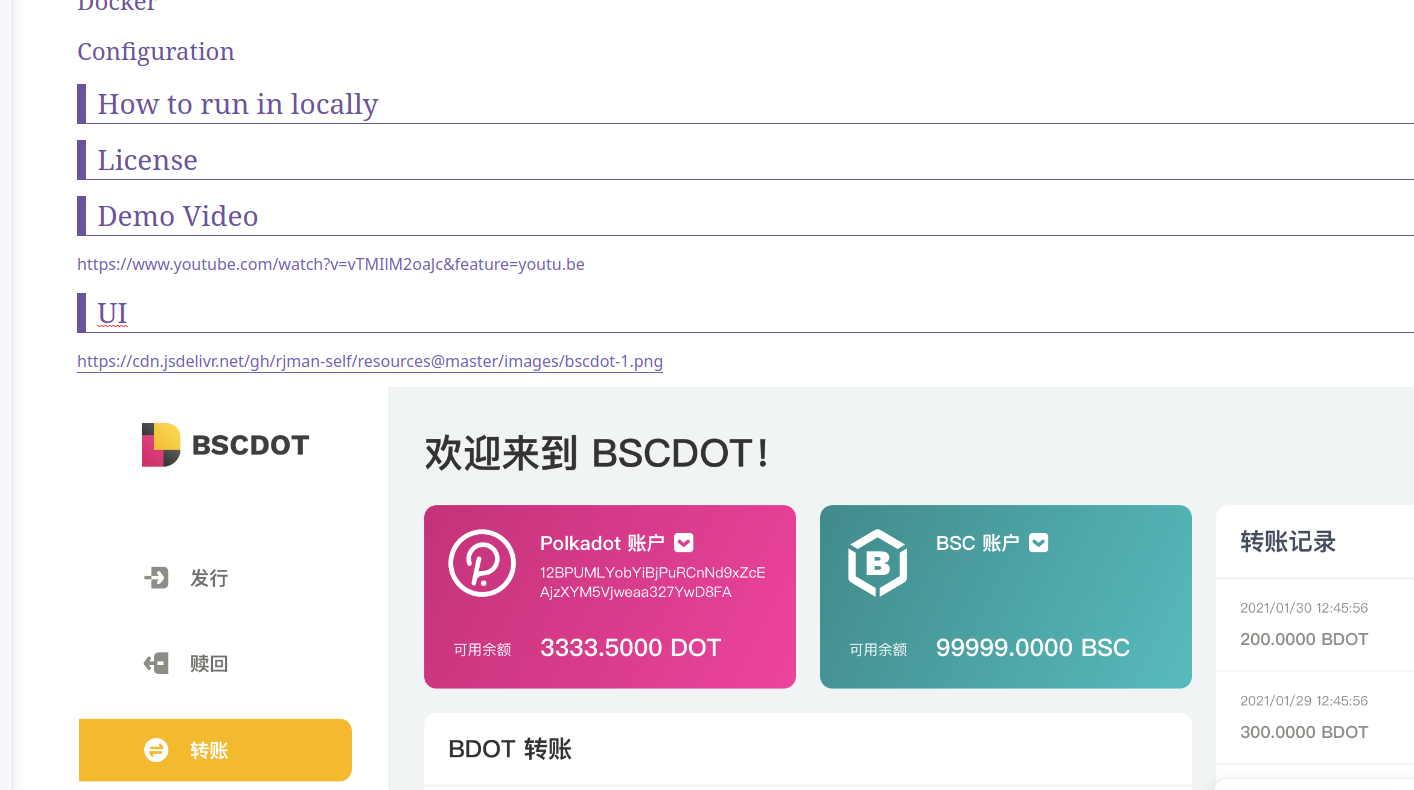 Docker
Configuration
How to run in locally
License
Demo Video
https://www.youtube.com/watch?v=vTMIlM2oaJc&feature=youtu.be
UI
https://cdn.jsdelivr.net/gh/rjman-self/resources@master/images/bscdot-1.png
BSCDOT
发行
赎回
转账
欢迎来到 BSCDOT!
Polkadot 账户
12BPUMLYobYiBjPuRCnNd9xZcE
AjzXYM5Vjweaa327YwD8FA
可用余额 3333.5000 DOT
BSC 账户
可用余额 99999.0000 BSC
BDOT 转账
转账记录
2021/01/30 12:45:56
200.0000 BDOT
2021/01/29 12:45:56
300.0000 BDOT